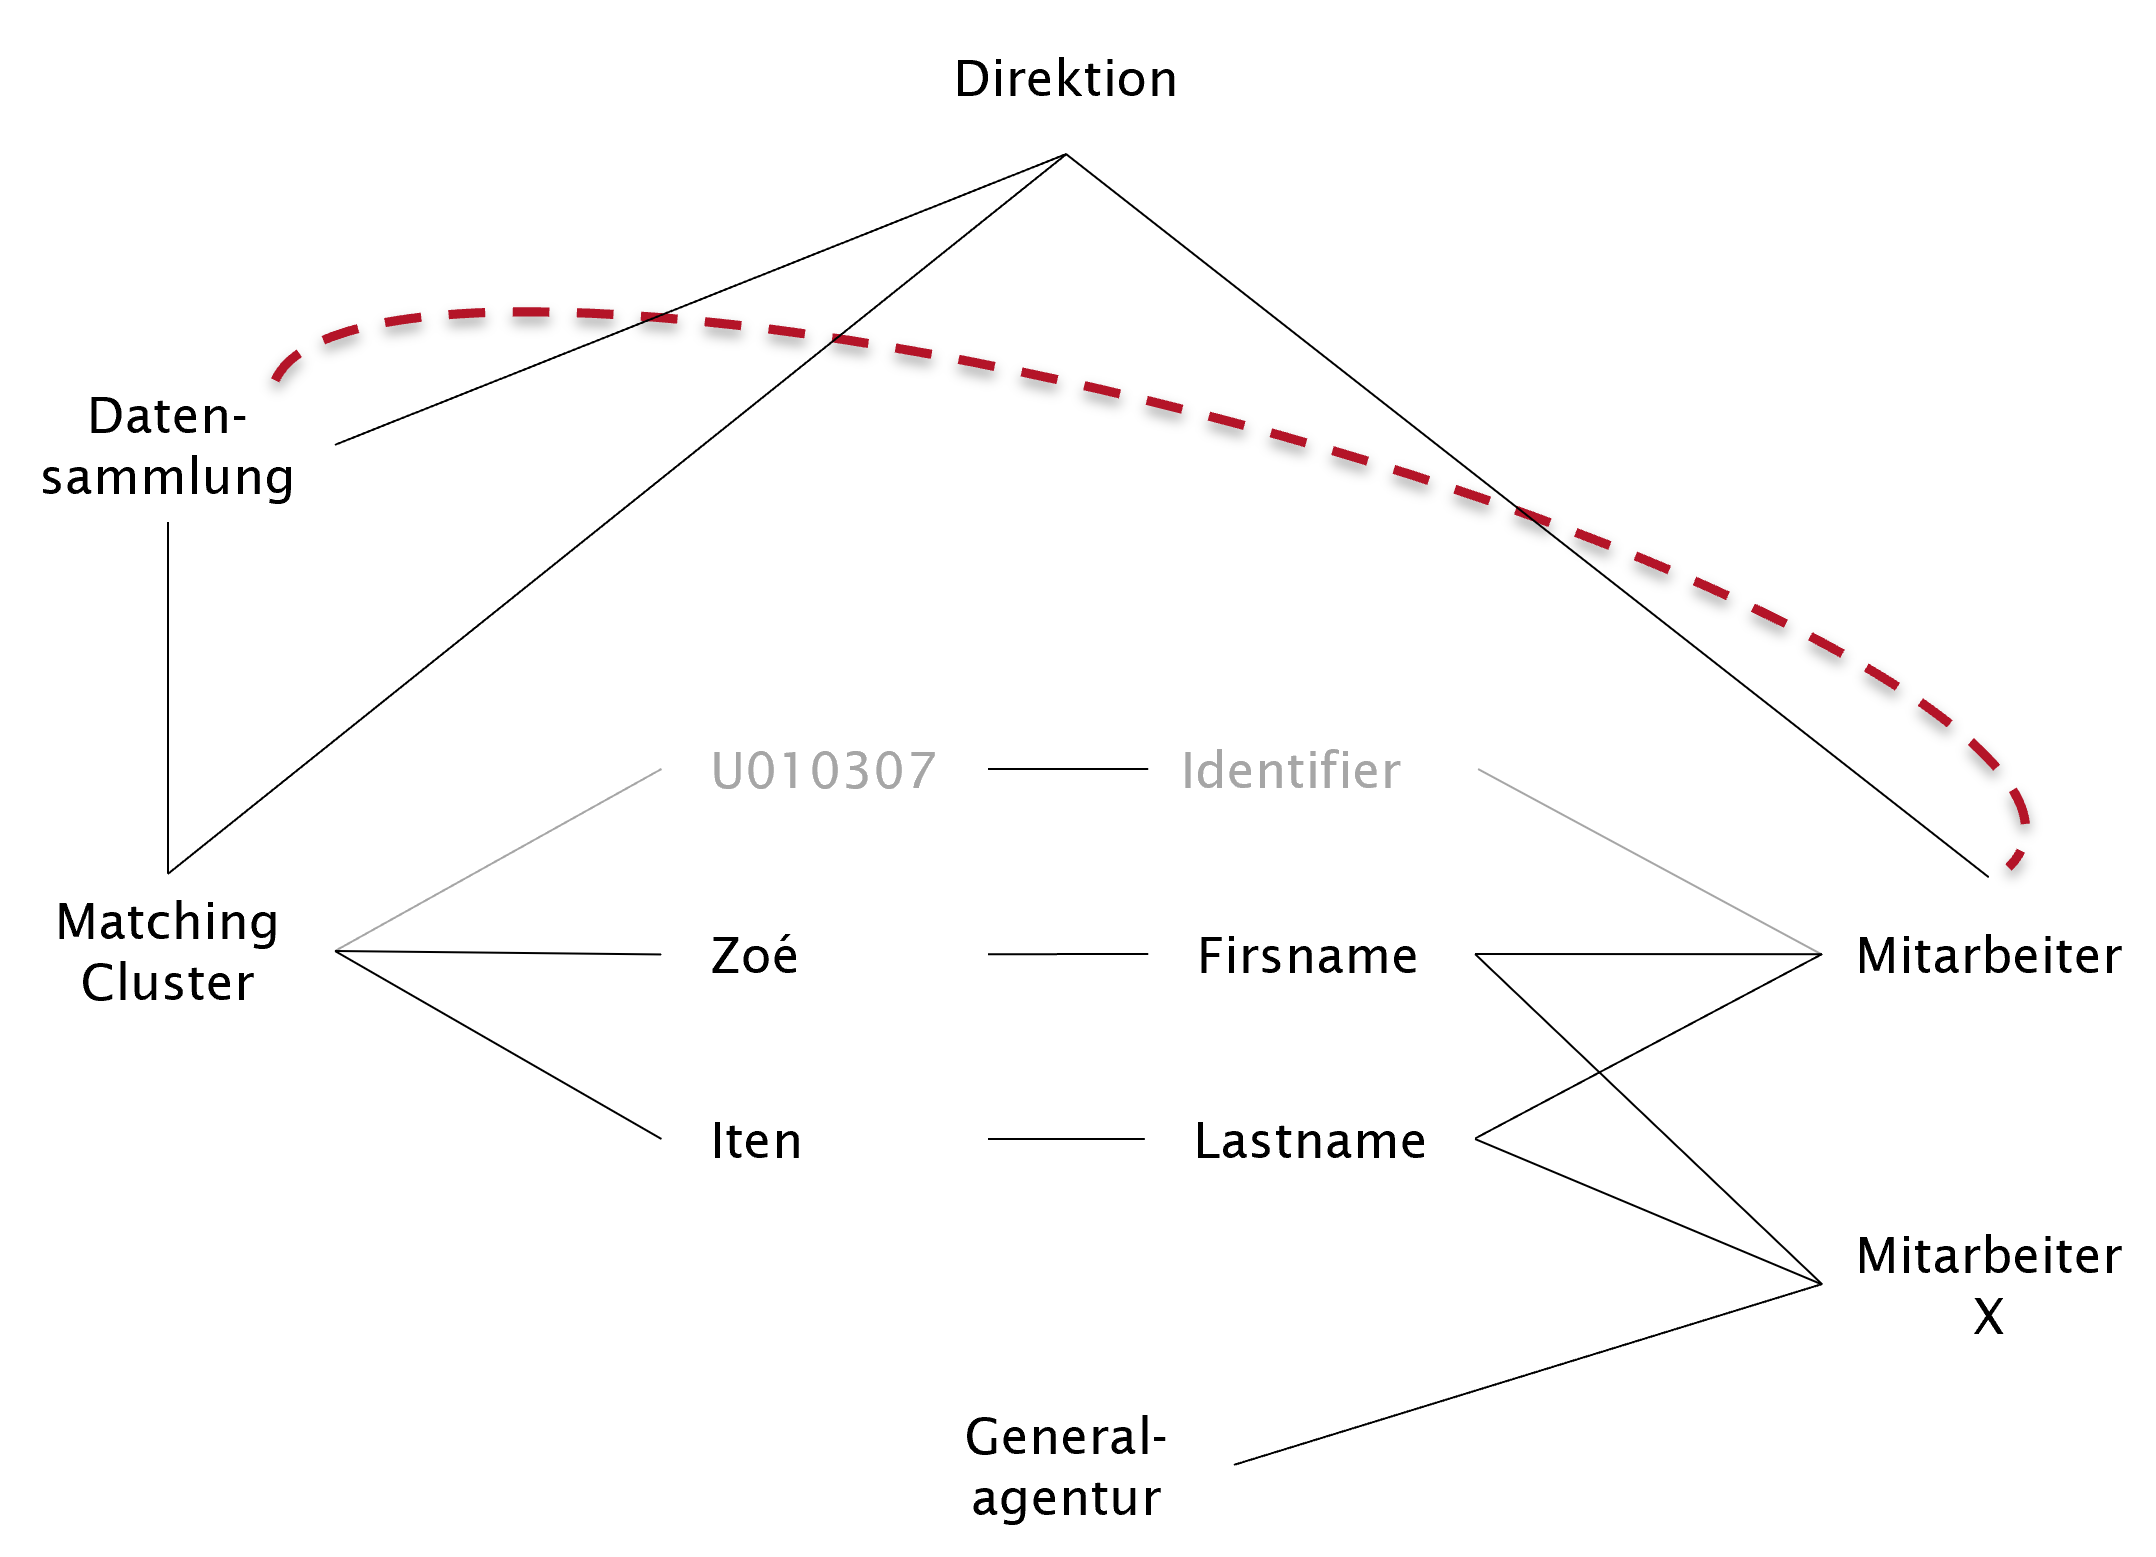 Direktion
Daten-
sammlung
U010307
Identifier
Matching
Cluster
Zoé
Firsname
Mitarbeiter
Iten
Lastname
Mitarbeiter
X
General-
agentur